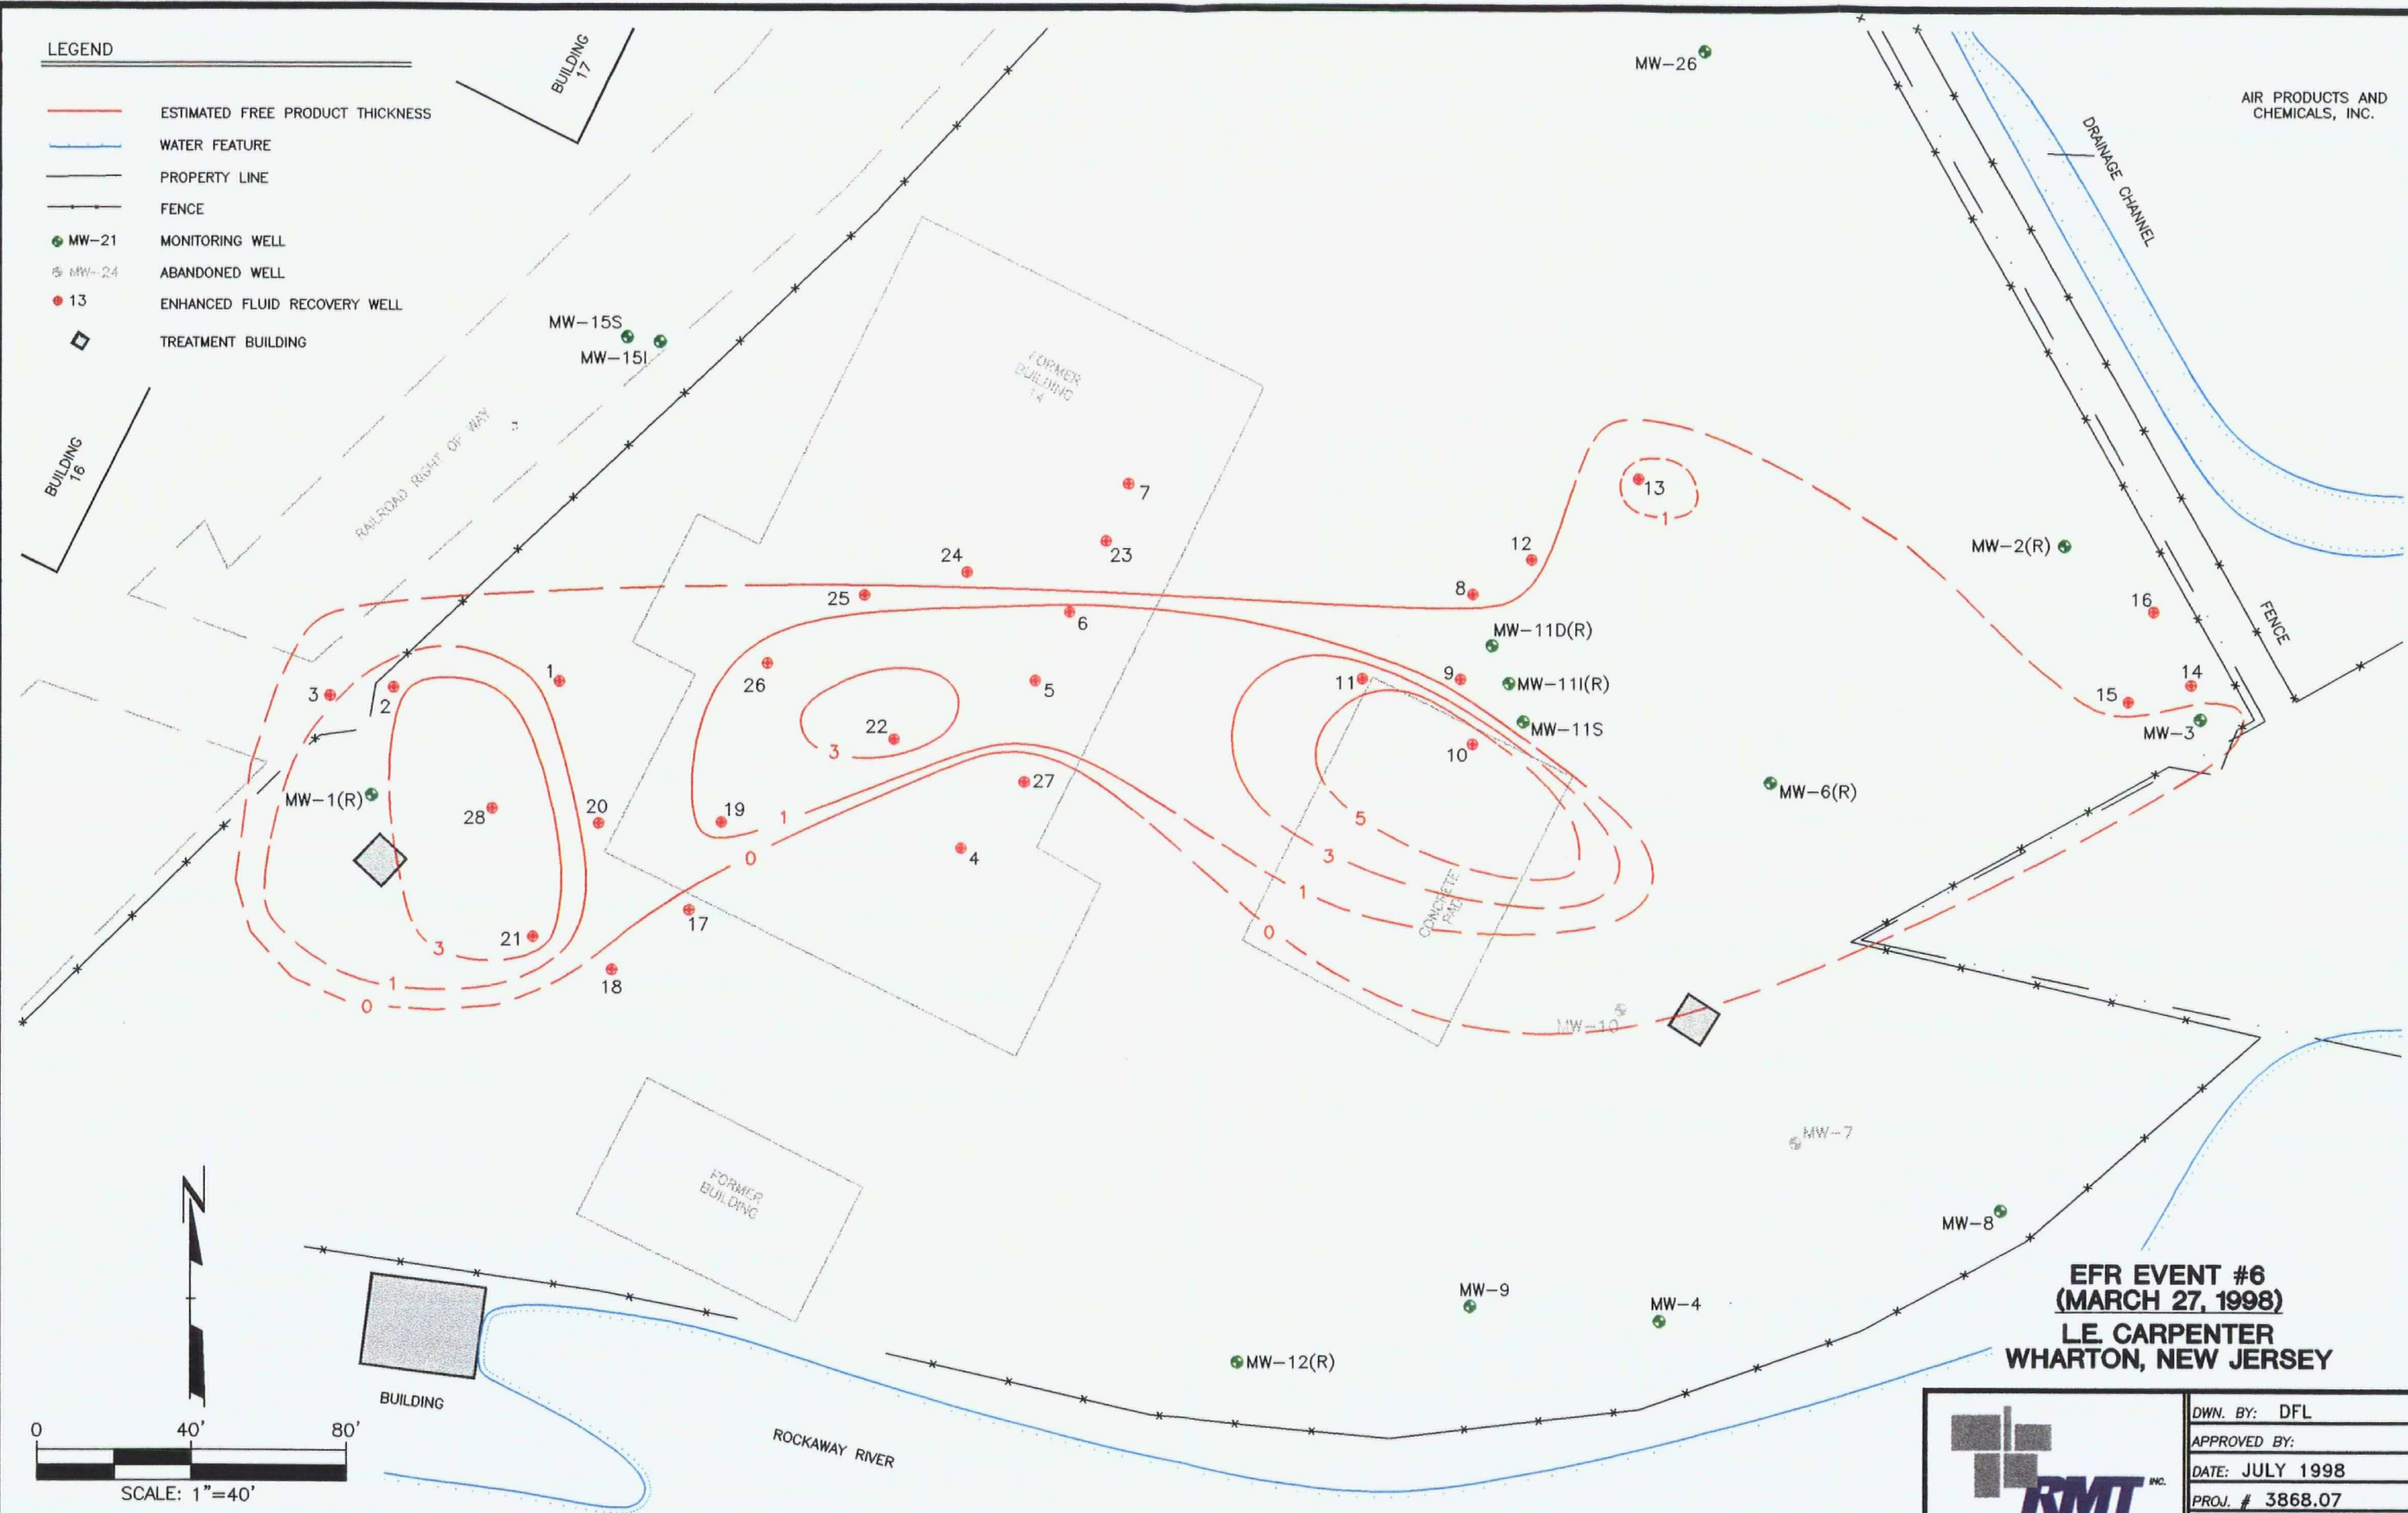 LEGEND
ESTIMATED FREE PRODUCT THICKNESS
WATER FEATURE
PROPERTY LINE
FENCE
MW-21 MONITORING WELL
MW-24 ABANDONED WELL
13 ENHANCED FLUID RECOVERY WELL
TREATMENT BUILDING
BUILDING
17
BUILDING
16
RAILROAD RIGHT OF WAY
MW-15S
MW-15I
MW-26
AIR PRODUCTS AND
CHEMICALS, INC.
DRAINAGE CHANNEL
FORMER
BUILDING
14
7
23
24
25
6
26
5
22
3
27
19
1
0
4
17
18
20
1
2
3
MW-1(R)
28
21
3
1
0
13
1
12
8
MW-11D(R)
9
MW-11I(R)
11
MW-11S
10
5
3
1
0
CONCRETE
PAD
MW-2(R)
16
FENCE
14
15
MW-3
MW-6(R)
MW-10
MW-7
MW-8
MW-9
MW-4
MW-12(R)
FORMER
BUILDING
N
BUILDING
ROCKAWAY RIVER
0 40' 80'
SCALE: 1"=40'
EFR EVENT #6
(MARCH 27, 1998)
L.E. CARPENTER
WHARTON, NEW JERSEY
RMT INC.
DWN. BY: DFL
APPROVED BY:
DATE: JULY 1998
PROJ. # 3868.07